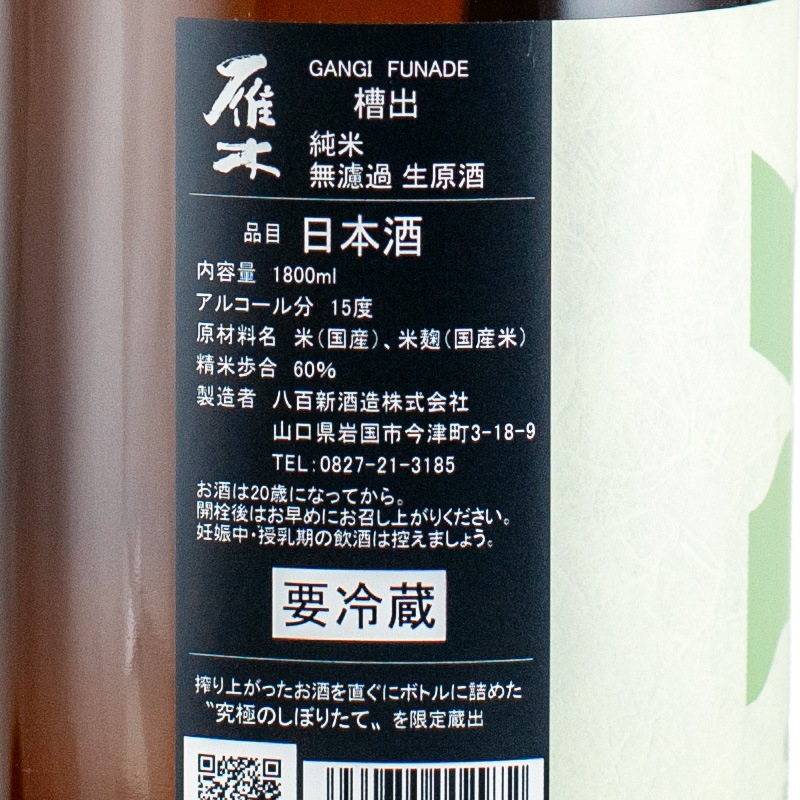 雁木
GANGI FUNADE
槽出
純米
無濾過 生原酒
品目 日本酒
内容量 1800ml
アルコール分 15度
原材料名 米(国産)、米麹(国産米)
精米歩合 60%
製造者 八百新酒造株式会社
山口県岩国市今津町3-18-9
TEL:0827-21-3185
お酒は20歳になってから。
開栓後はお早めにお召し上がりください。
妊娠中・授乳期の飲酒は控えましょう。
要冷蔵
搾り上がったお酒を直ぐにボトルに詰めた
〝究極のしぼりたて〟を限定蔵出